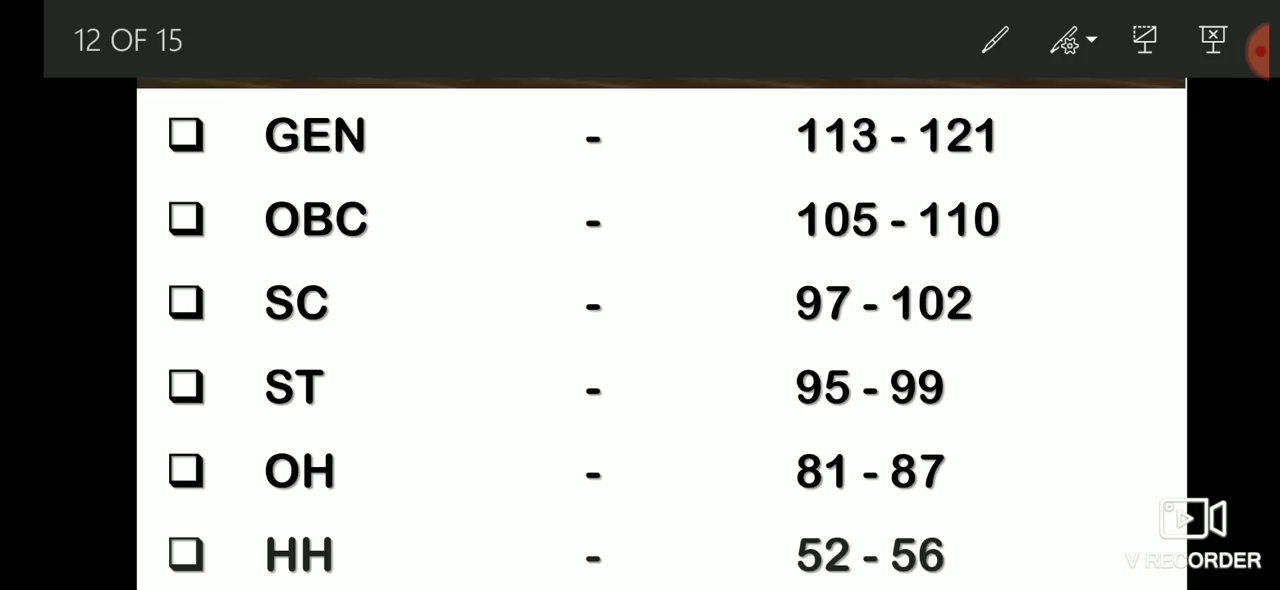 12 OF 15
GEN - 113 - 121
OBC - 105 - 110
SC - 97 - 102
ST - 95 - 99
OH - 81 - 87
HH - 52 - 56
V RECORDER